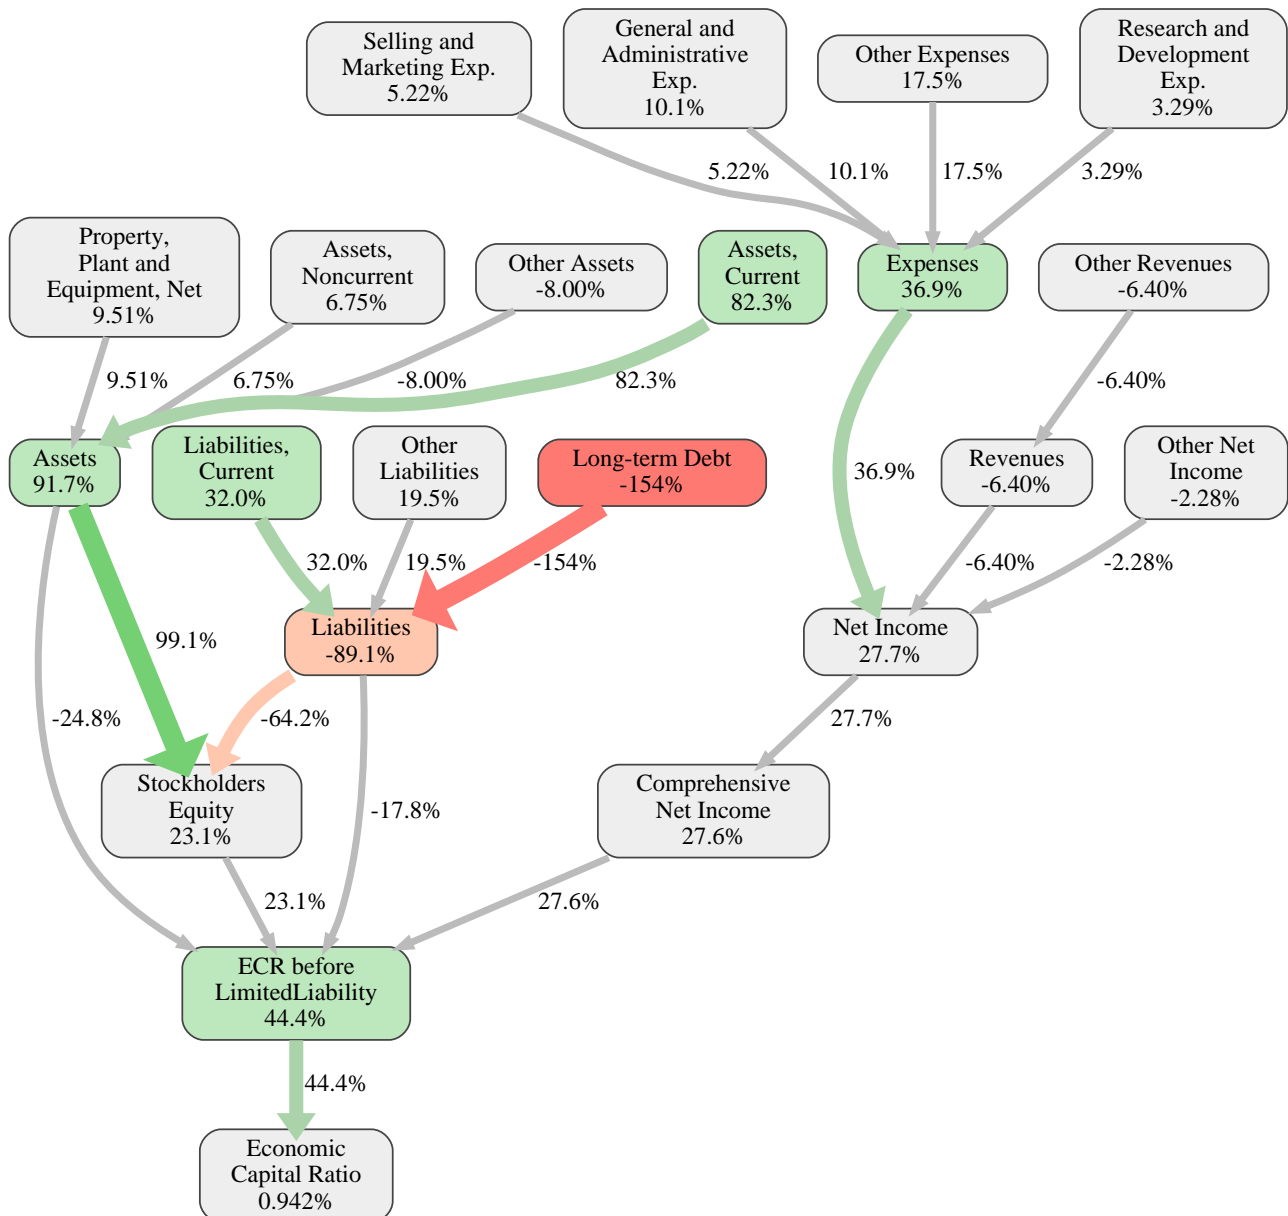 Selling and
Marketing Exp.
5.22%
General and
Administrative
Exp.
10.1%
Other Expenses
17.5%
Research and
Development
Exp.
3.29%
5.22%
10.1%
17.5%
3.29%
Property,
Plant and
Equipment, Net
9.51%
Assets,
Noncurrent
6.75%
Other Assets
-8.00%
Assets,
Current
82.3%
Expenses
36.9%
Other Revenues
-6.40%
9.51%
6.75%
-8.00%
82.3%
-6.40%
Assets
91.7%
Liabilities,
Current
32.0%
Other
Liabilities
19.5%
Long-term Debt
-154%
36.9%
Revenues
-6.40%
Other Net
Income
-2.28%
32.0%
19.5%
-154%
-6.40%
-2.28%
99.1%
Liabilities
-89.1%
Net Income
27.7%
-24.8%
-64.2%
27.7%
Stockholders
Equity
23.1%
-17.8%
Comprehensive
Net Income
27.6%
23.1%
27.6%
ECR before
LimitedLiability
44.4%
44.4%
Economic
Capital Ratio
0.942%